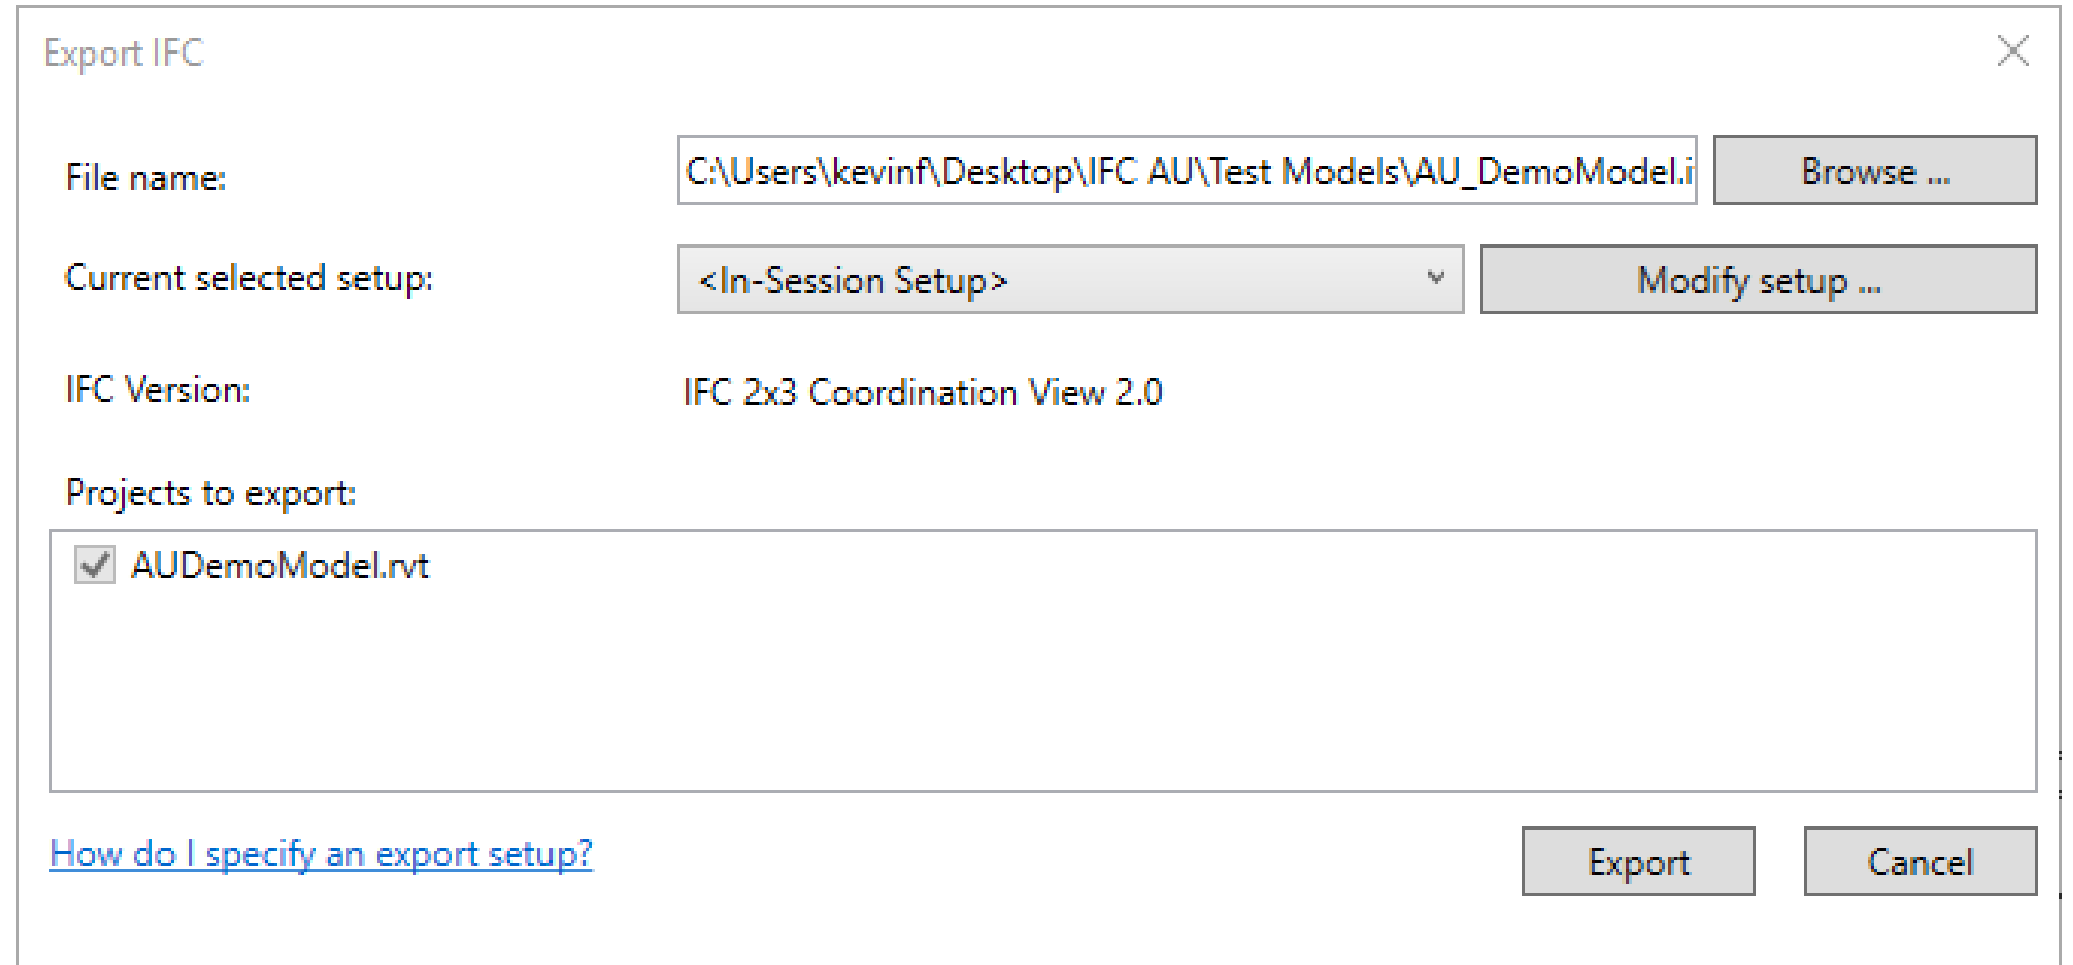 Export IFC
File name: C:\Users\kevinf\Desktop\IFC AU\Test Models\AU_DemoModel.i Browse ...
Current selected setup: <In-Session Setup> Modify setup ...
IFC Version: IFC 2x3 Coordination View 2.0
Projects to export:
AUDemoModel.rvt
How do I specify an export setup? Export Cancel